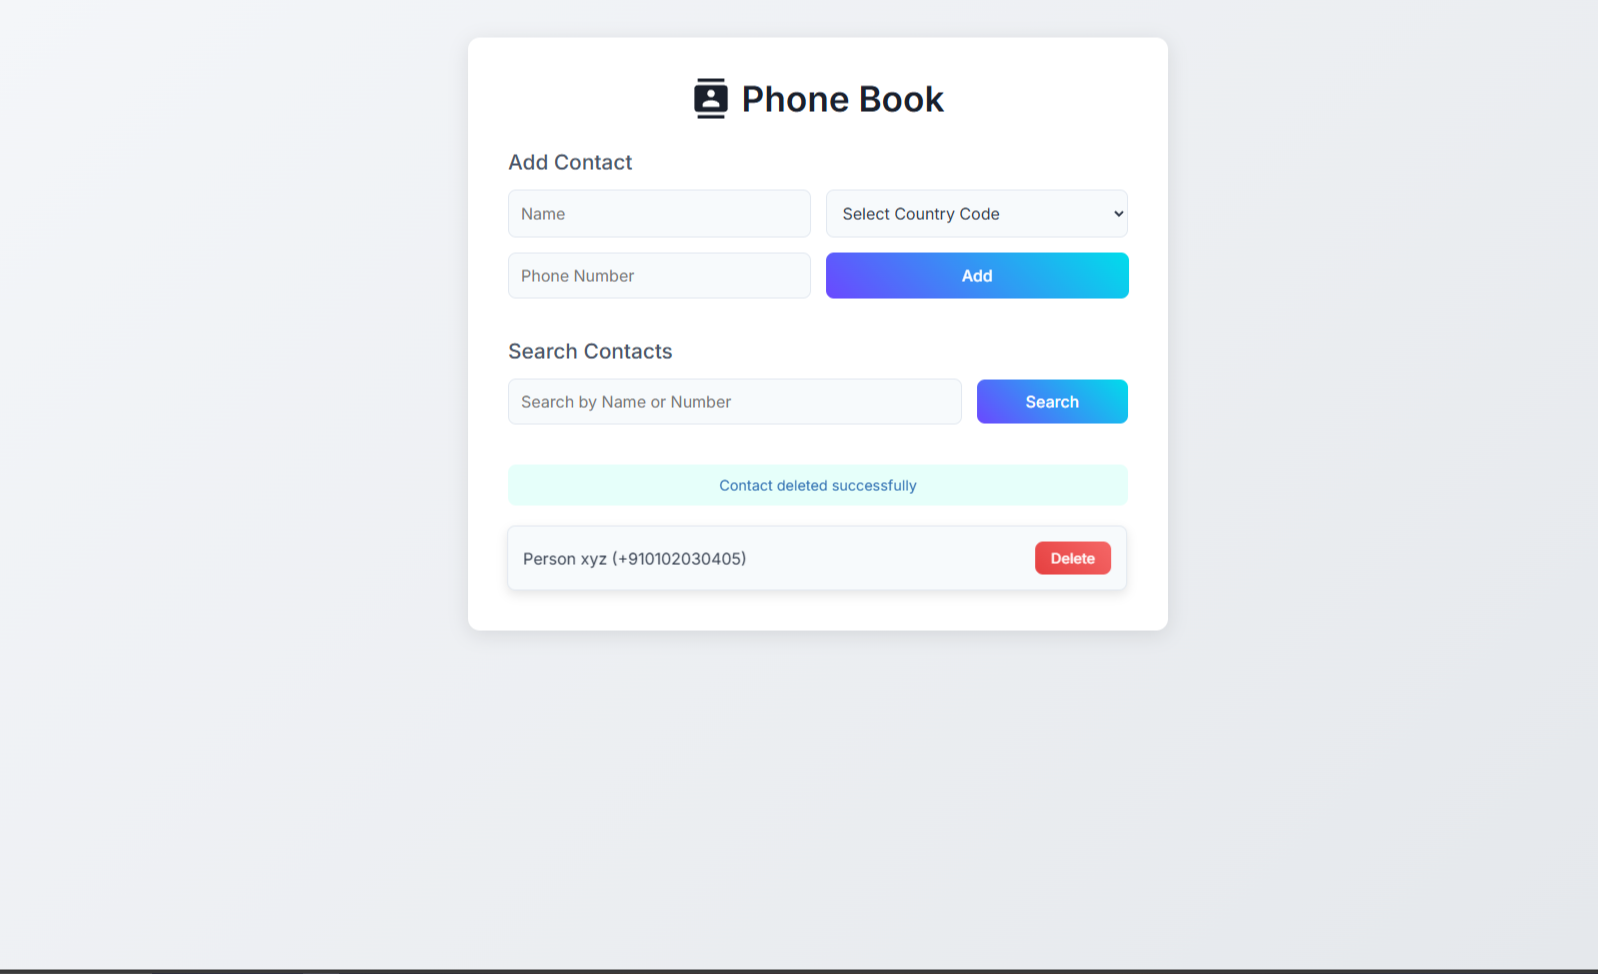 Phone Book
Add Contact
Name
Select Country Code
Phone Number
Add
Search Contacts
Search by Name or Number
Search
Contact deleted successfully
Person xyz (+910102030405)
Delete